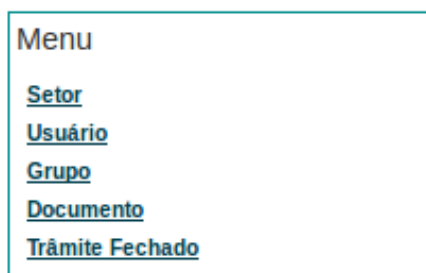 Menu
Setor
Usuário
Grupo
Documento
Trâmite Fechado